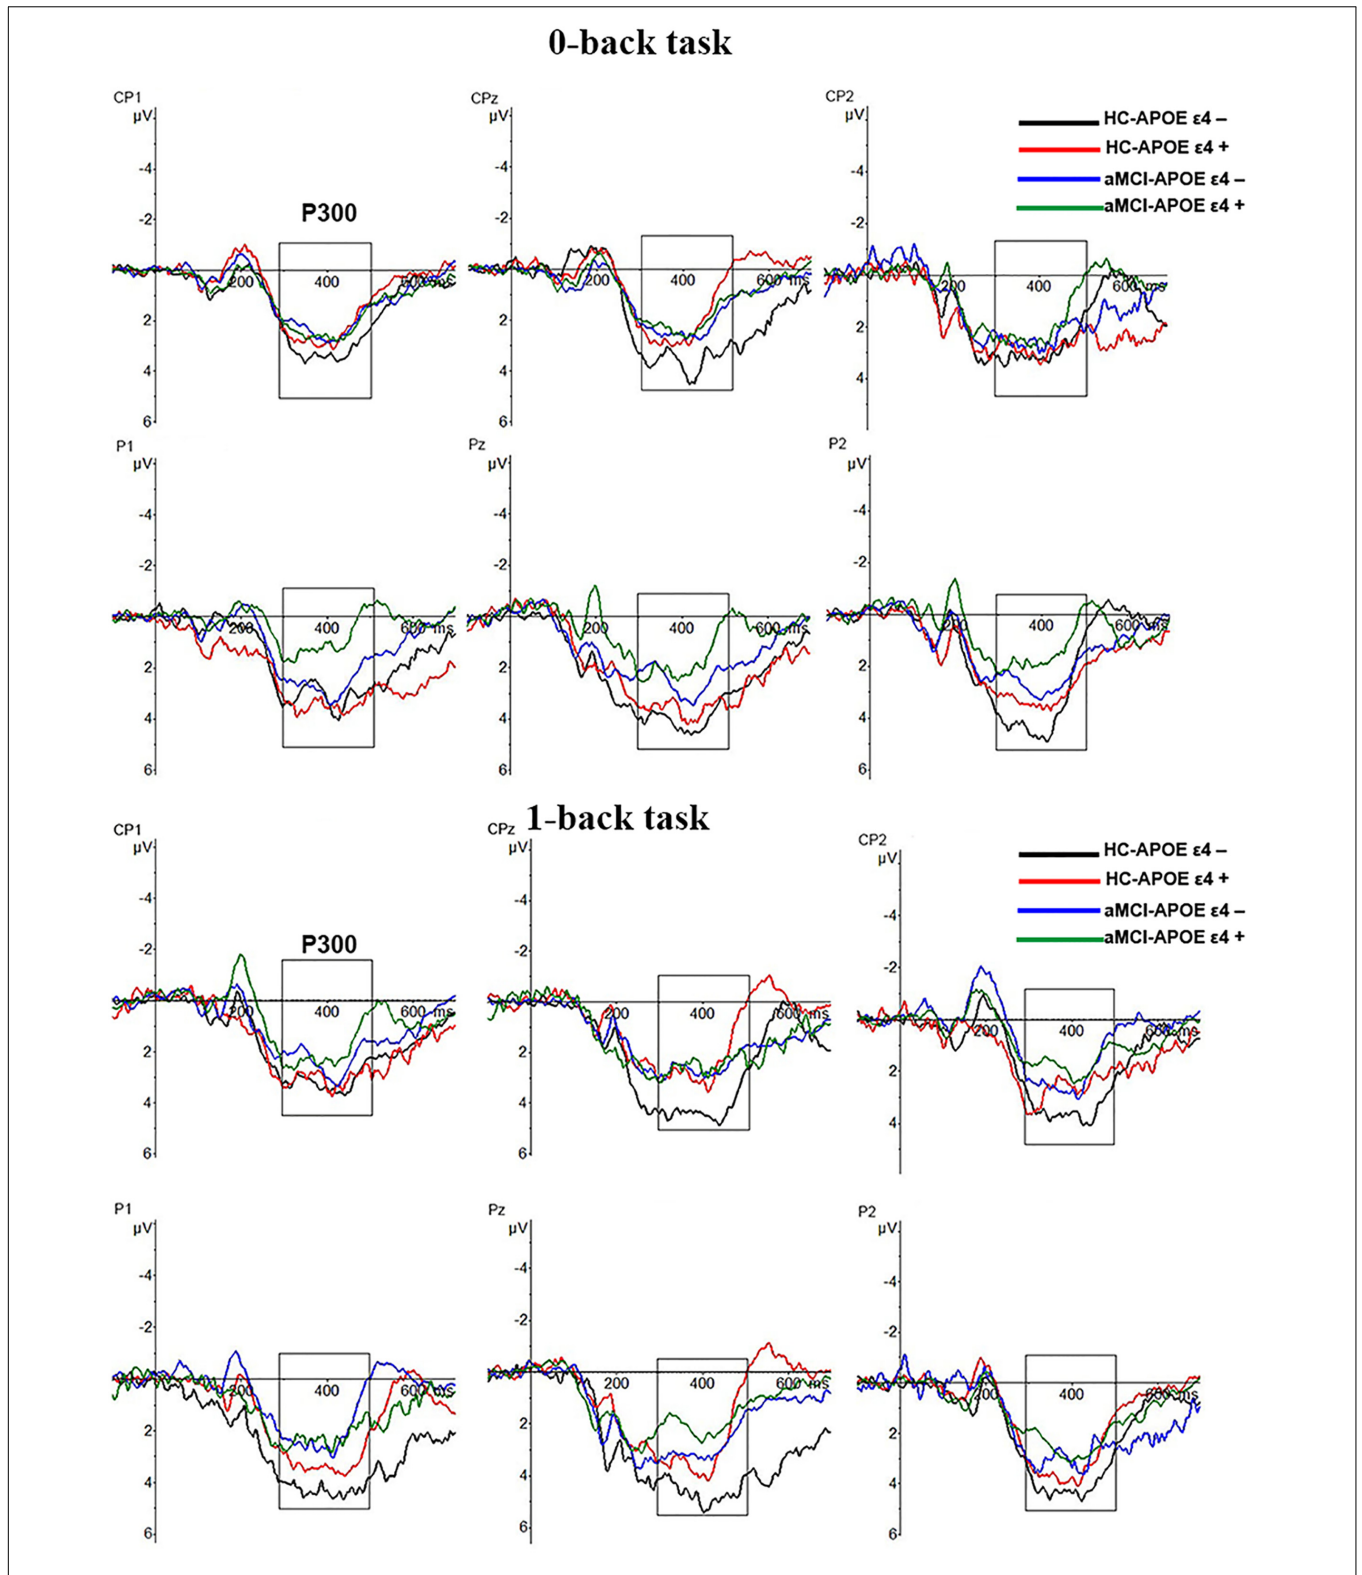 0-back task
CP1
µV
-4
-2
2
4
6
200
400
600 ms
P300
CPz
µV
-4
-2
2
4
6
200
400
600 ms
CP2
µV
-4
-2
2
4
200
400
600 ms
HC-APOE ε4 –
HC-APOE ε4 +
aMCI-APOE ε4 –
aMCI-APOE ε4 +
P1
µV
-4
-2
2
4
6
200
400
600 ms
Pz
µV
-4
-2
2
4
6
200
400
600 ms
P2
µV
-4
-2
2
4
6
200
400
600 ms
1-back task
CP1
µV
-4
-2
2
4
6
200
400
600 ms
P300
CPz
µV
-4
-2
2
4
6
200
400
600 ms
CP2
µV
-4
-2
2
4
200
400
600 ms
HC-APOE ε4 –
HC-APOE ε4 +
aMCI-APOE ε4 –
aMCI-APOE ε4 +
P1
µV
-4
-2
2
4
6
200
400
600 ms
Pz
µV
-4
-2
2
4
6
200
400
600 ms
P2
µV
-4
-2
2
4
6
200
400
600 ms